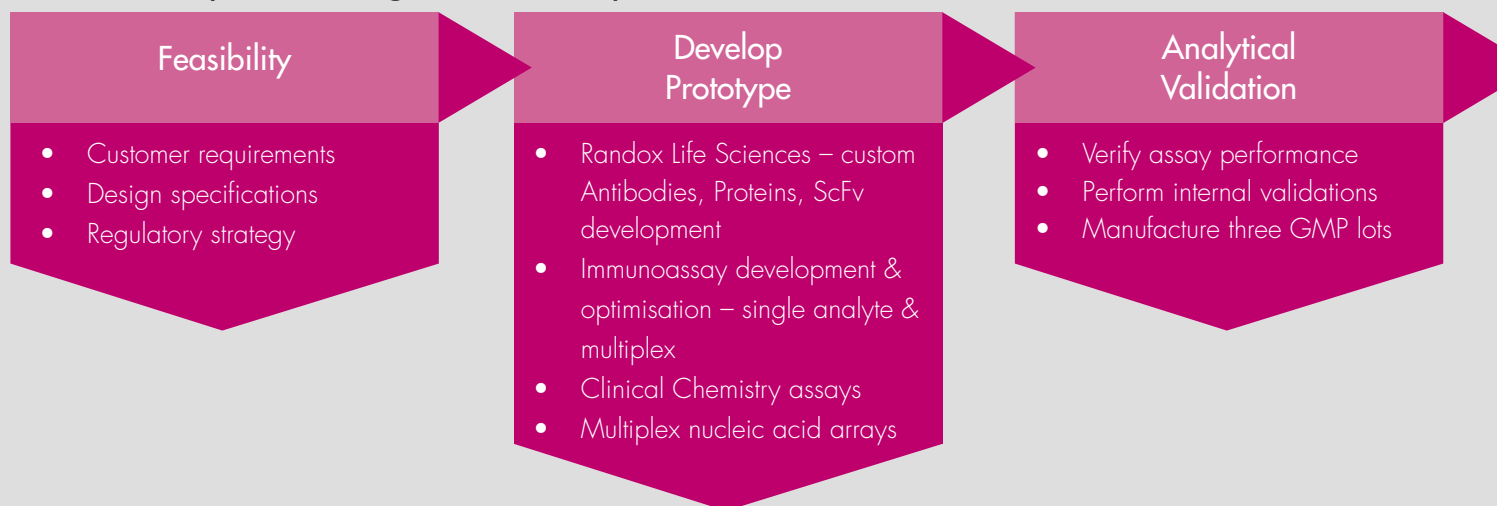 Feasibility
• Customer requirements
• Design specifications
• Regulatory strategy
Develop
Prototype
• Randox Life Sciences – custom
Antibodies, Proteins, ScFv
development
• Immunoassay development &
optimisation – single analyte &
multiplex
• Clinical Chemistry assays
• Multiplex nucleic acid arrays
Analytical
Validation
• Verify assay performance
• Perform internal validations
• Manufacture three GMP lots